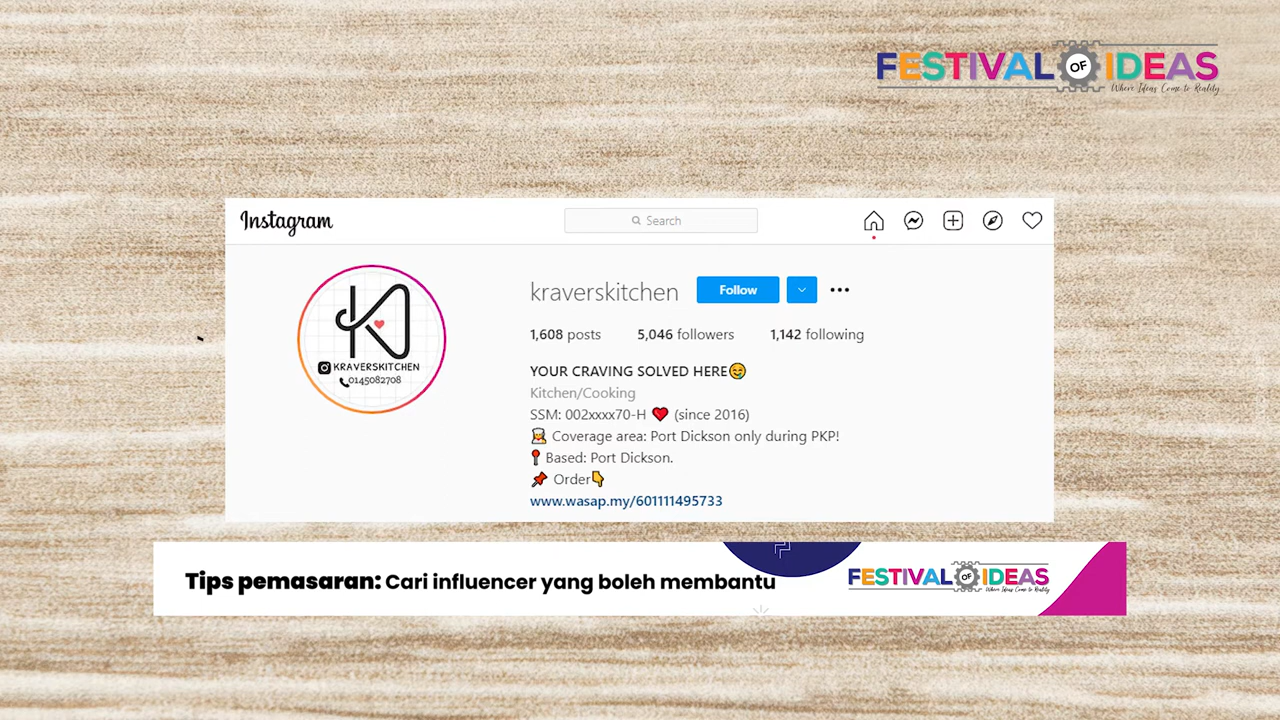 FESTIVAL OF IDEAS
Where Ideas Come to Reality
Instagram
Search
kraverskitchen Follow
1,608 posts 5,046 followers 1,142 following
KRAVERSKITCHEN
0145082708
YOUR CRAVING SOLVED HERE
Kitchen/Cooking
SSM: 002xxxx70-H ❤️ (since 2016)
Coverage area: Port Dickson only during PKP!
📍 Based: Port Dickson.
📌 Order👇
www.wasap.my/601111495733
Tips pemasaran: Cari influencer yang boleh membantu
FESTIVAL OF IDEAS
Where Ideas Come to Reality